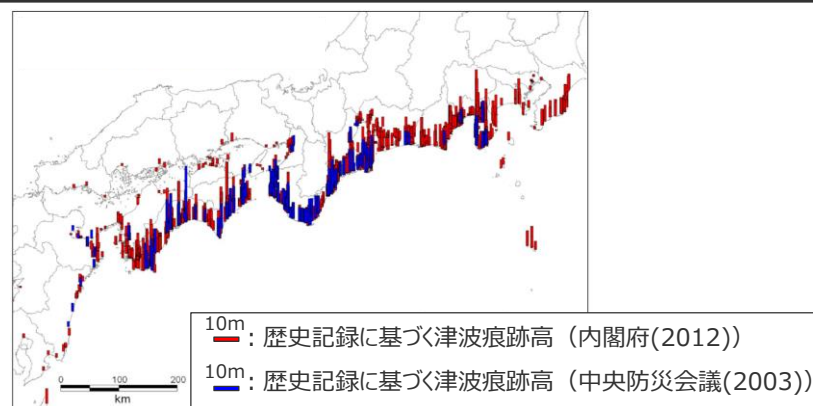 0 100 200
km
10m : 歴史記録に基づく津波痕跡高（内閣府(2012)）
10m : 歴史記録に基づく津波痕跡高（中央防災会議(2003)）